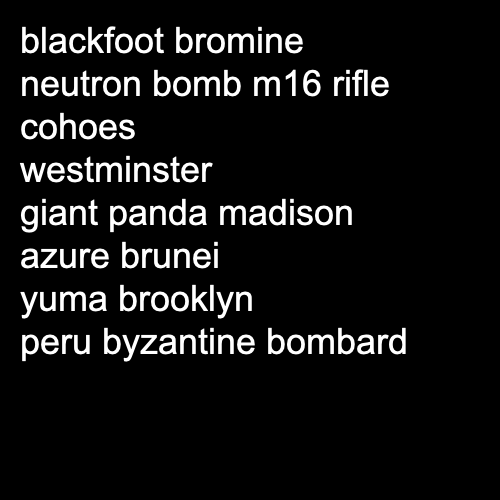 blackfoot bromine
neutron bomb m16 rifle
cohoes
westminster
giant panda madison
azure brunei
yuma brooklyn
peru byzantine bombard